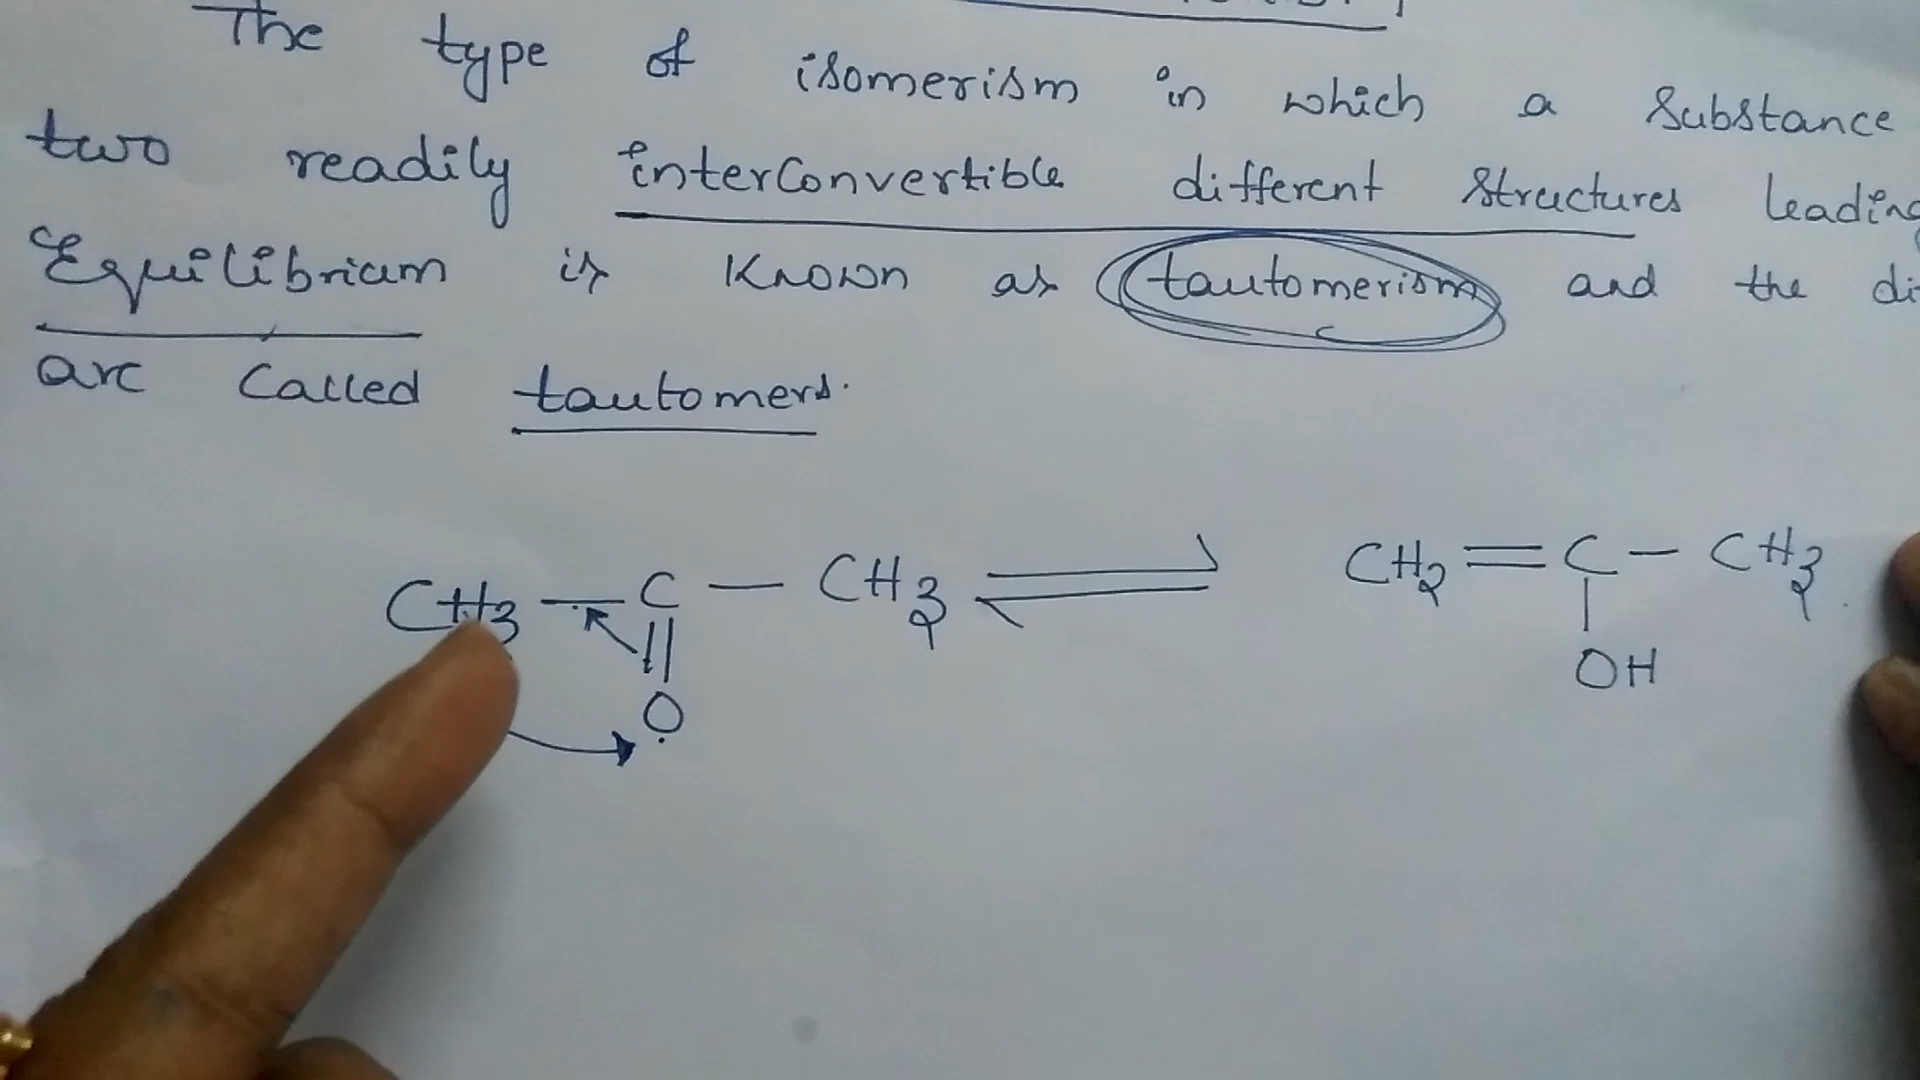 The type of isomerism in which a Substance
two readily interconvertible different structures leading
Equilibrium is known as tautomerism and the di
are called tautomers.
CH3 — C — CH3 ⇌ CH2 = C — CH3
|| |
O OH